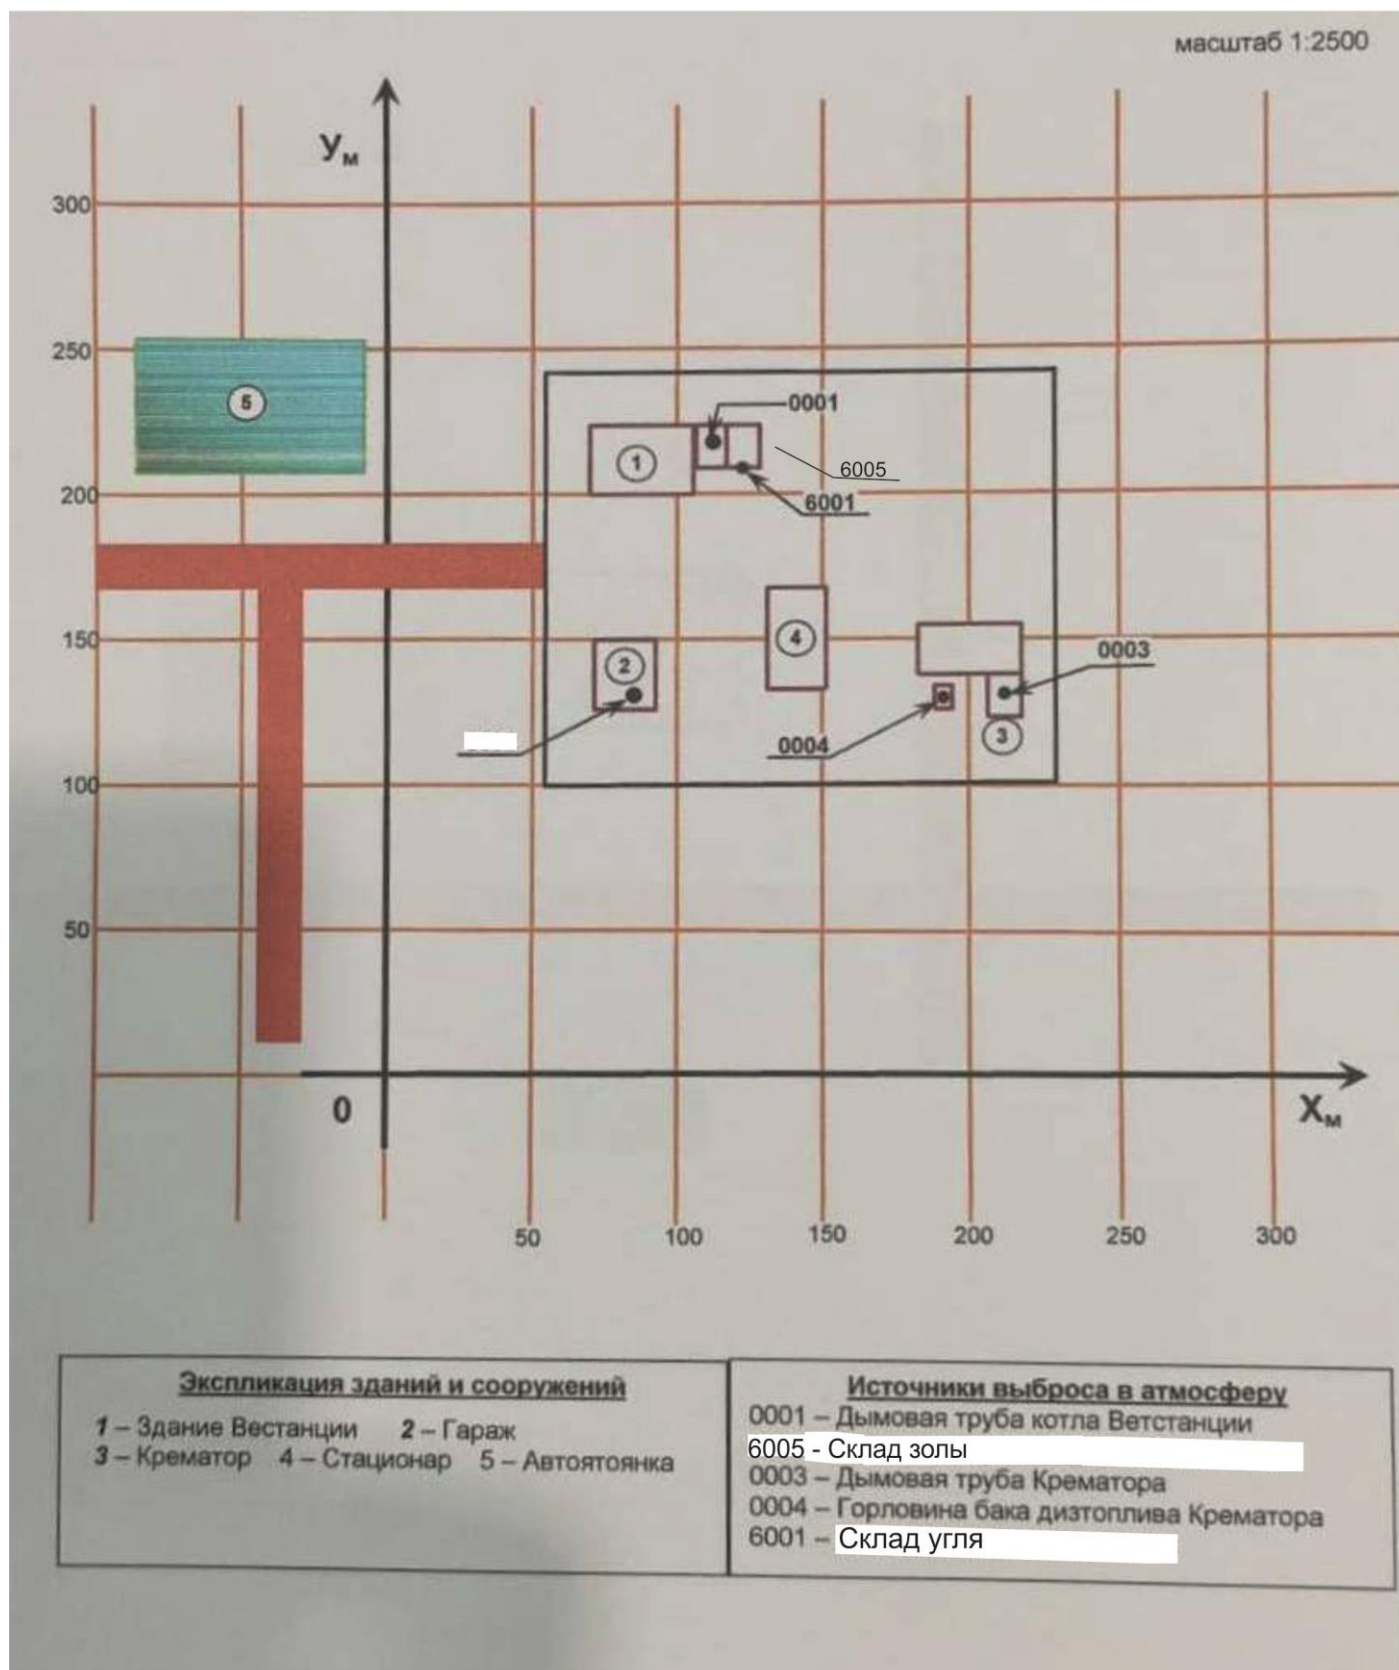 масштаб 1:2500
Ум
300
250
5
0001
1
6005
200
6001
150
2
4
0003
0004
3
100
50
0
Хм
50 100 150 200 250 300
Экспликация зданий и сооружений
1 – Здание Вестанции 2 – Гараж
3 – Крематор 4 – Стационар 5 – Автоятоянка
Источники выброса в атмосферу
0001 – Дымовая труба котла Ветстанции
6005 - Склад золы
0003 – Дымовая труба Крематора
0004 – Горловина бака дизтоплива Крематора
6001 – Склад угля